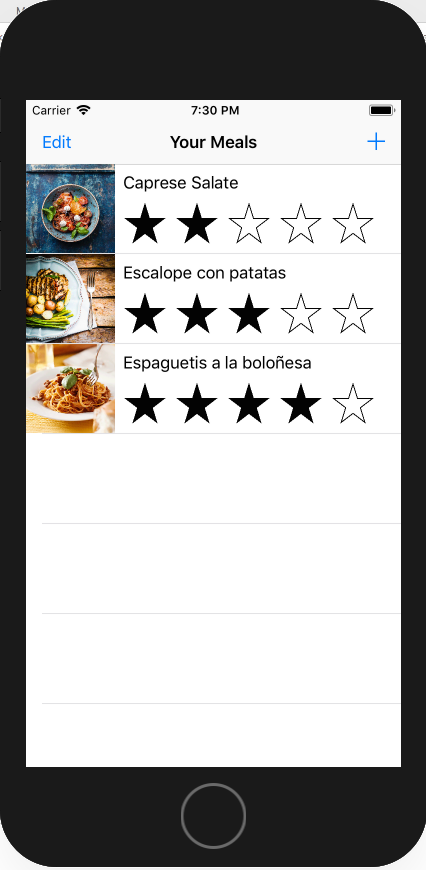 Carrier 7:30 PM
Edit Your Meals +
Caprese Salate
Escalope con patatas
Espaguetis a la boloñesa